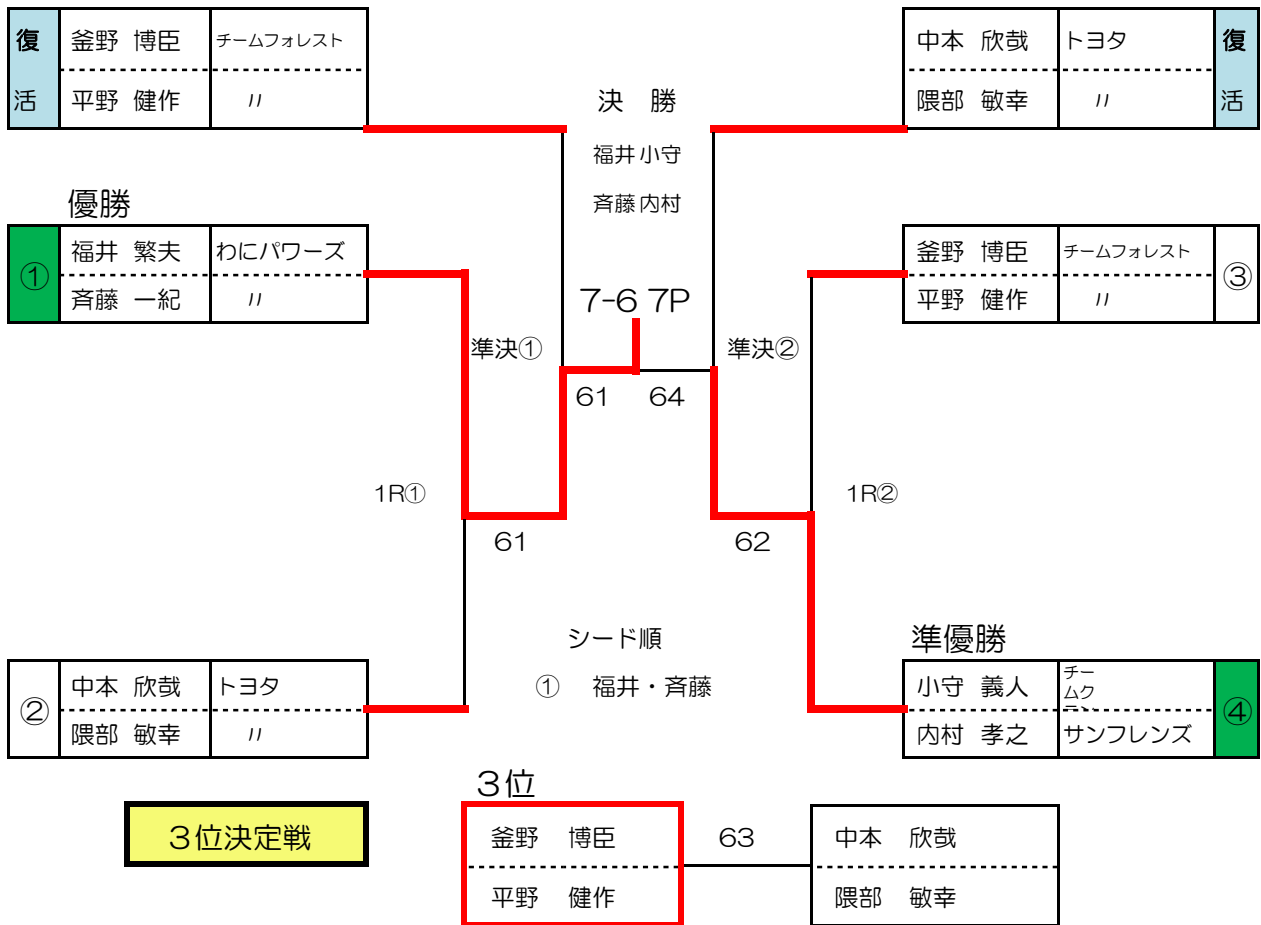 復 釜野 博臣 チームフォレスト
活 平野 健作 〃
中本 欣哉 トヨタ 復
隈部 敏幸 〃 活
決 勝
福井 小守
斉藤 内村
優勝
① 福井 繁夫 わにパワーズ
斉藤 一紀 〃
釜野 博臣 チームフォレスト ③
平野 健作 〃
7-6 7P
準決① 準決②
61 64
1R① 1R②
61 62
シード順
① 福井・斉藤
② 中本 欣哉 トヨタ
隈部 敏幸 〃
準優勝
小守 義人 チー
ムク
内村 孝之 サンフレンズ ④
3位決定戦
3位
釜野 博臣 63 中本 欣哉
平野 健作 隈部 敏幸